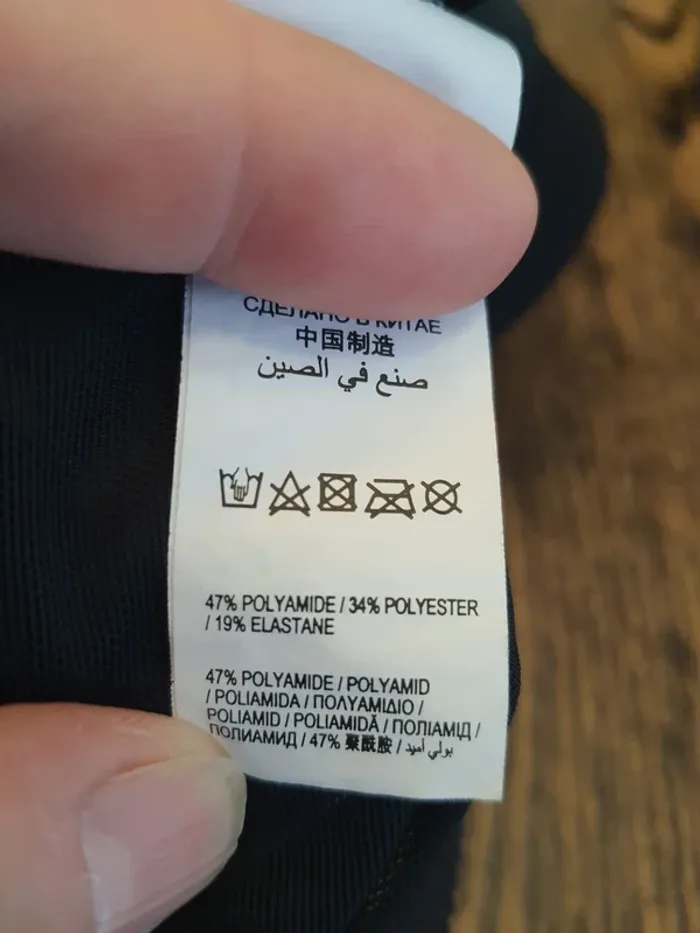 СДЕЛАНО В КИТАЕ
中国制造
صنع في الصين
47% POLYAMIDE / 34% POLYESTER
/ 19% ELASTANE
47% POLYAMIDE / POLYAMID
/ POLIAMIDA / ΠΟΛΥΑΜΙΔΙΟ /
POLIAMID / POLIAMIDĂ / ПОЛІАМІД /
ПОЛИАМИД / 47% 聚酰胺 / بولي أميد